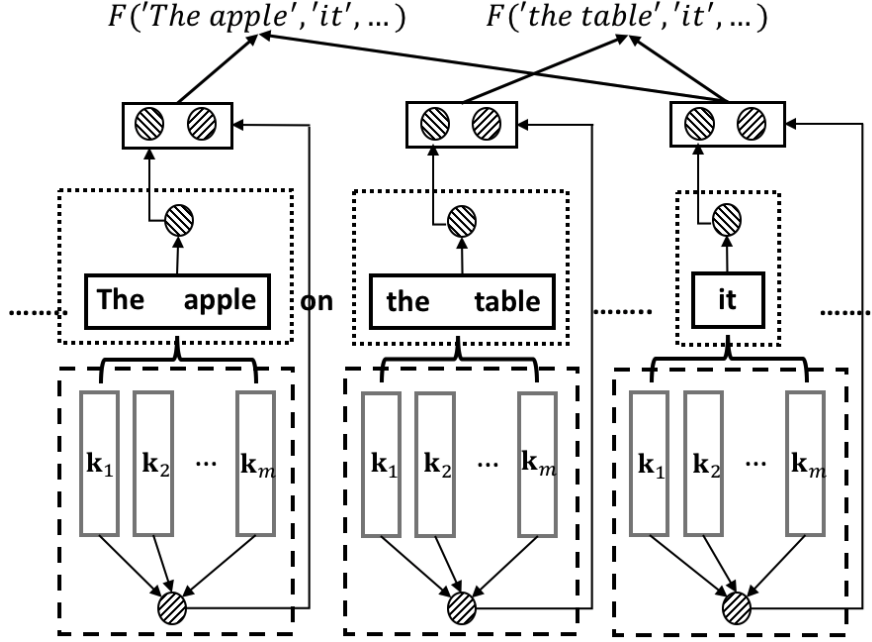 F('The apple','it',...) F('the table','it',...)
........ The apple on the table ........ it .......
k₁ k₂ ... kₘ k₁ k₂ ... kₘ k₁ k₂ ... kₘ